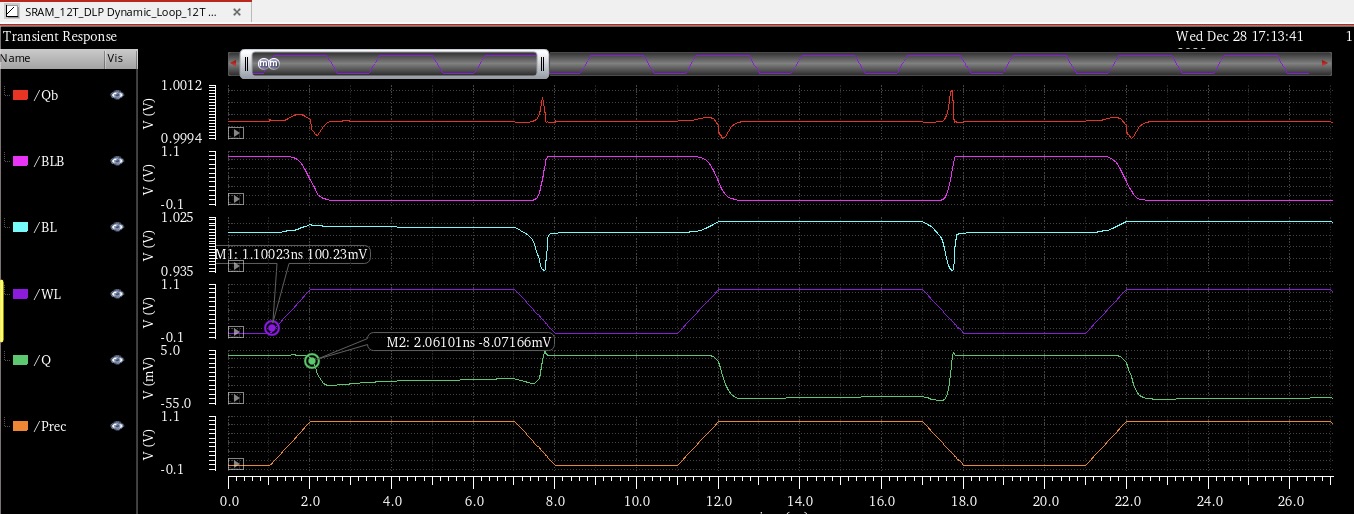 SRAM_12T_DLP Dynamic_Loop_12T ...
Transient Response
Wed Dec 28 17:13:41
1
Name
Vis
/Qb
/BLB
/BL
/WL
/Q
/Prec
V (V)
1.0012
0.9994
V (V)
1.1
-0.1
V (V)
1.025
0.935
M1: 1.10023ns 100.23mV
V (V)
1.1
-0.1
M2: 2.06101ns -8.07166mV
V (mV)
5.0
-55.0
V (V)
1.1
-0.1
0.0 2.0 4.0 6.0 8.0 10.0 12.0 14.0 16.0 18.0 20.0 22.0 24.0 26.0